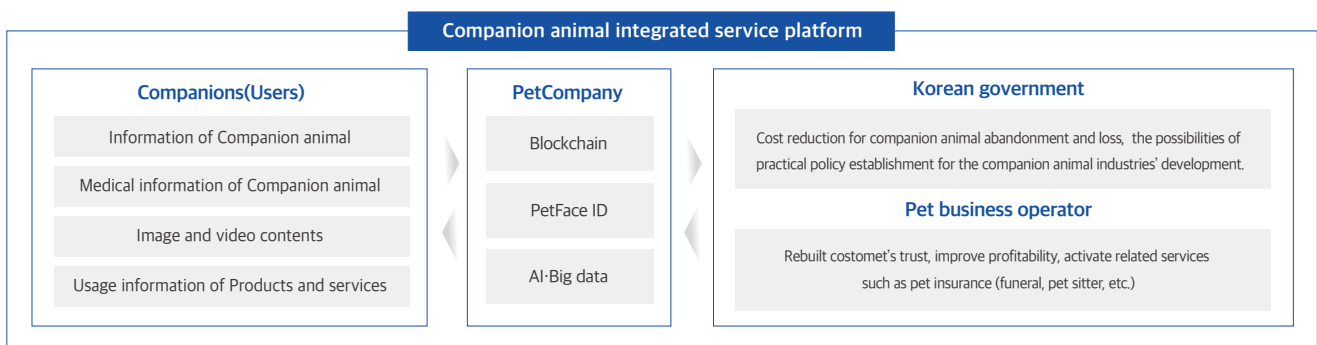 Companion animal integrated service platform
Companions(Users)
Information of Companion animal
Medical information of Companion animal
Image and video contents
Usage information of Products and services
PetCompany
Blockchain
PetFace ID
AI·Big data
Korean government
Cost reduction for companion animal abandonment and loss, the possibilities of
practical policy establishment for the companion animal industries' development.
Pet business operator
Rebuilt costomet's trust, improve profitability, activate related services
such as pet insurance (funeral, pet sitter, etc.)